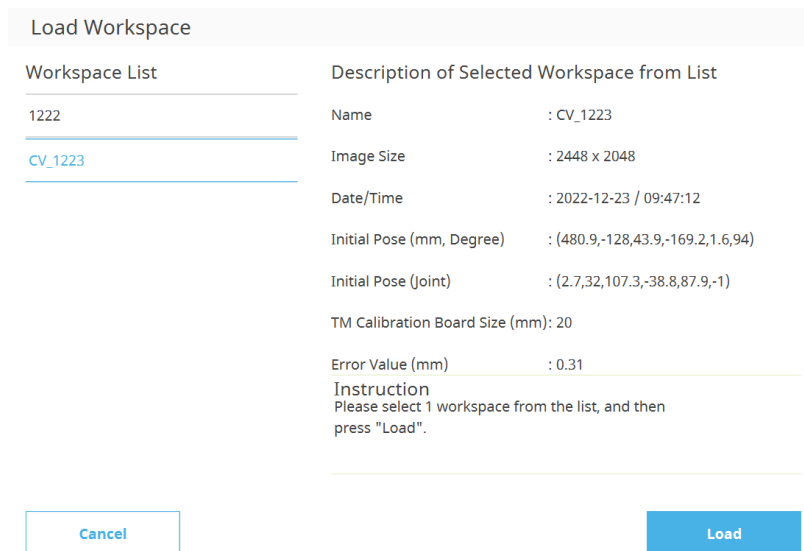 Load Workspace
Workspace List
1222
CV_1223
Description of Selected Workspace from List
Name : CV_1223
Image Size : 2448 x 2048
Date/Time : 2022-12-23 / 09:47:12
Initial Pose (mm, Degree) : (480.9,-128,43.9,-169.2,1.6,94)
Initial Pose (Joint) : (2.7,32,107.3,-38.8,87.9,-1)
TM Calibration Board Size (mm): 20
Error Value (mm) : 0.31
Instruction
Please select 1 workspace from the list, and then
press "Load".
Cancel
Load